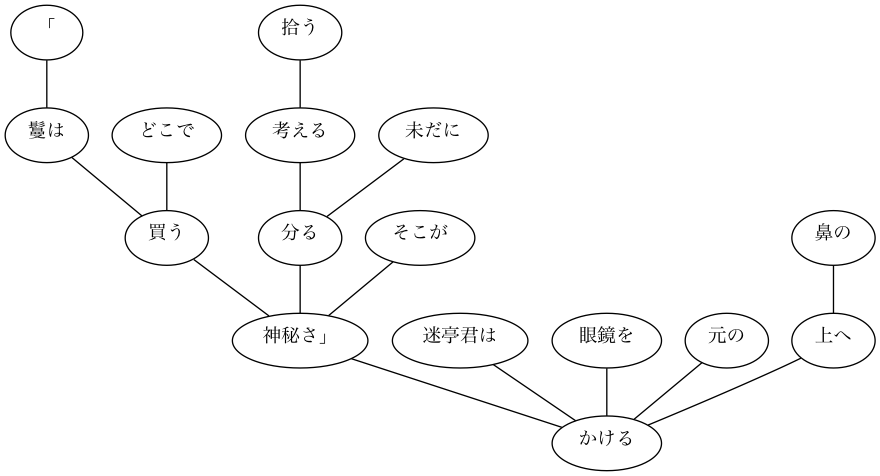 「
拾う
鬘は
どこで
考える
未だに
買う
分る
そこが
鼻の
神秘さ」
迷亭君は
眼鏡を
元の
上へ
かける